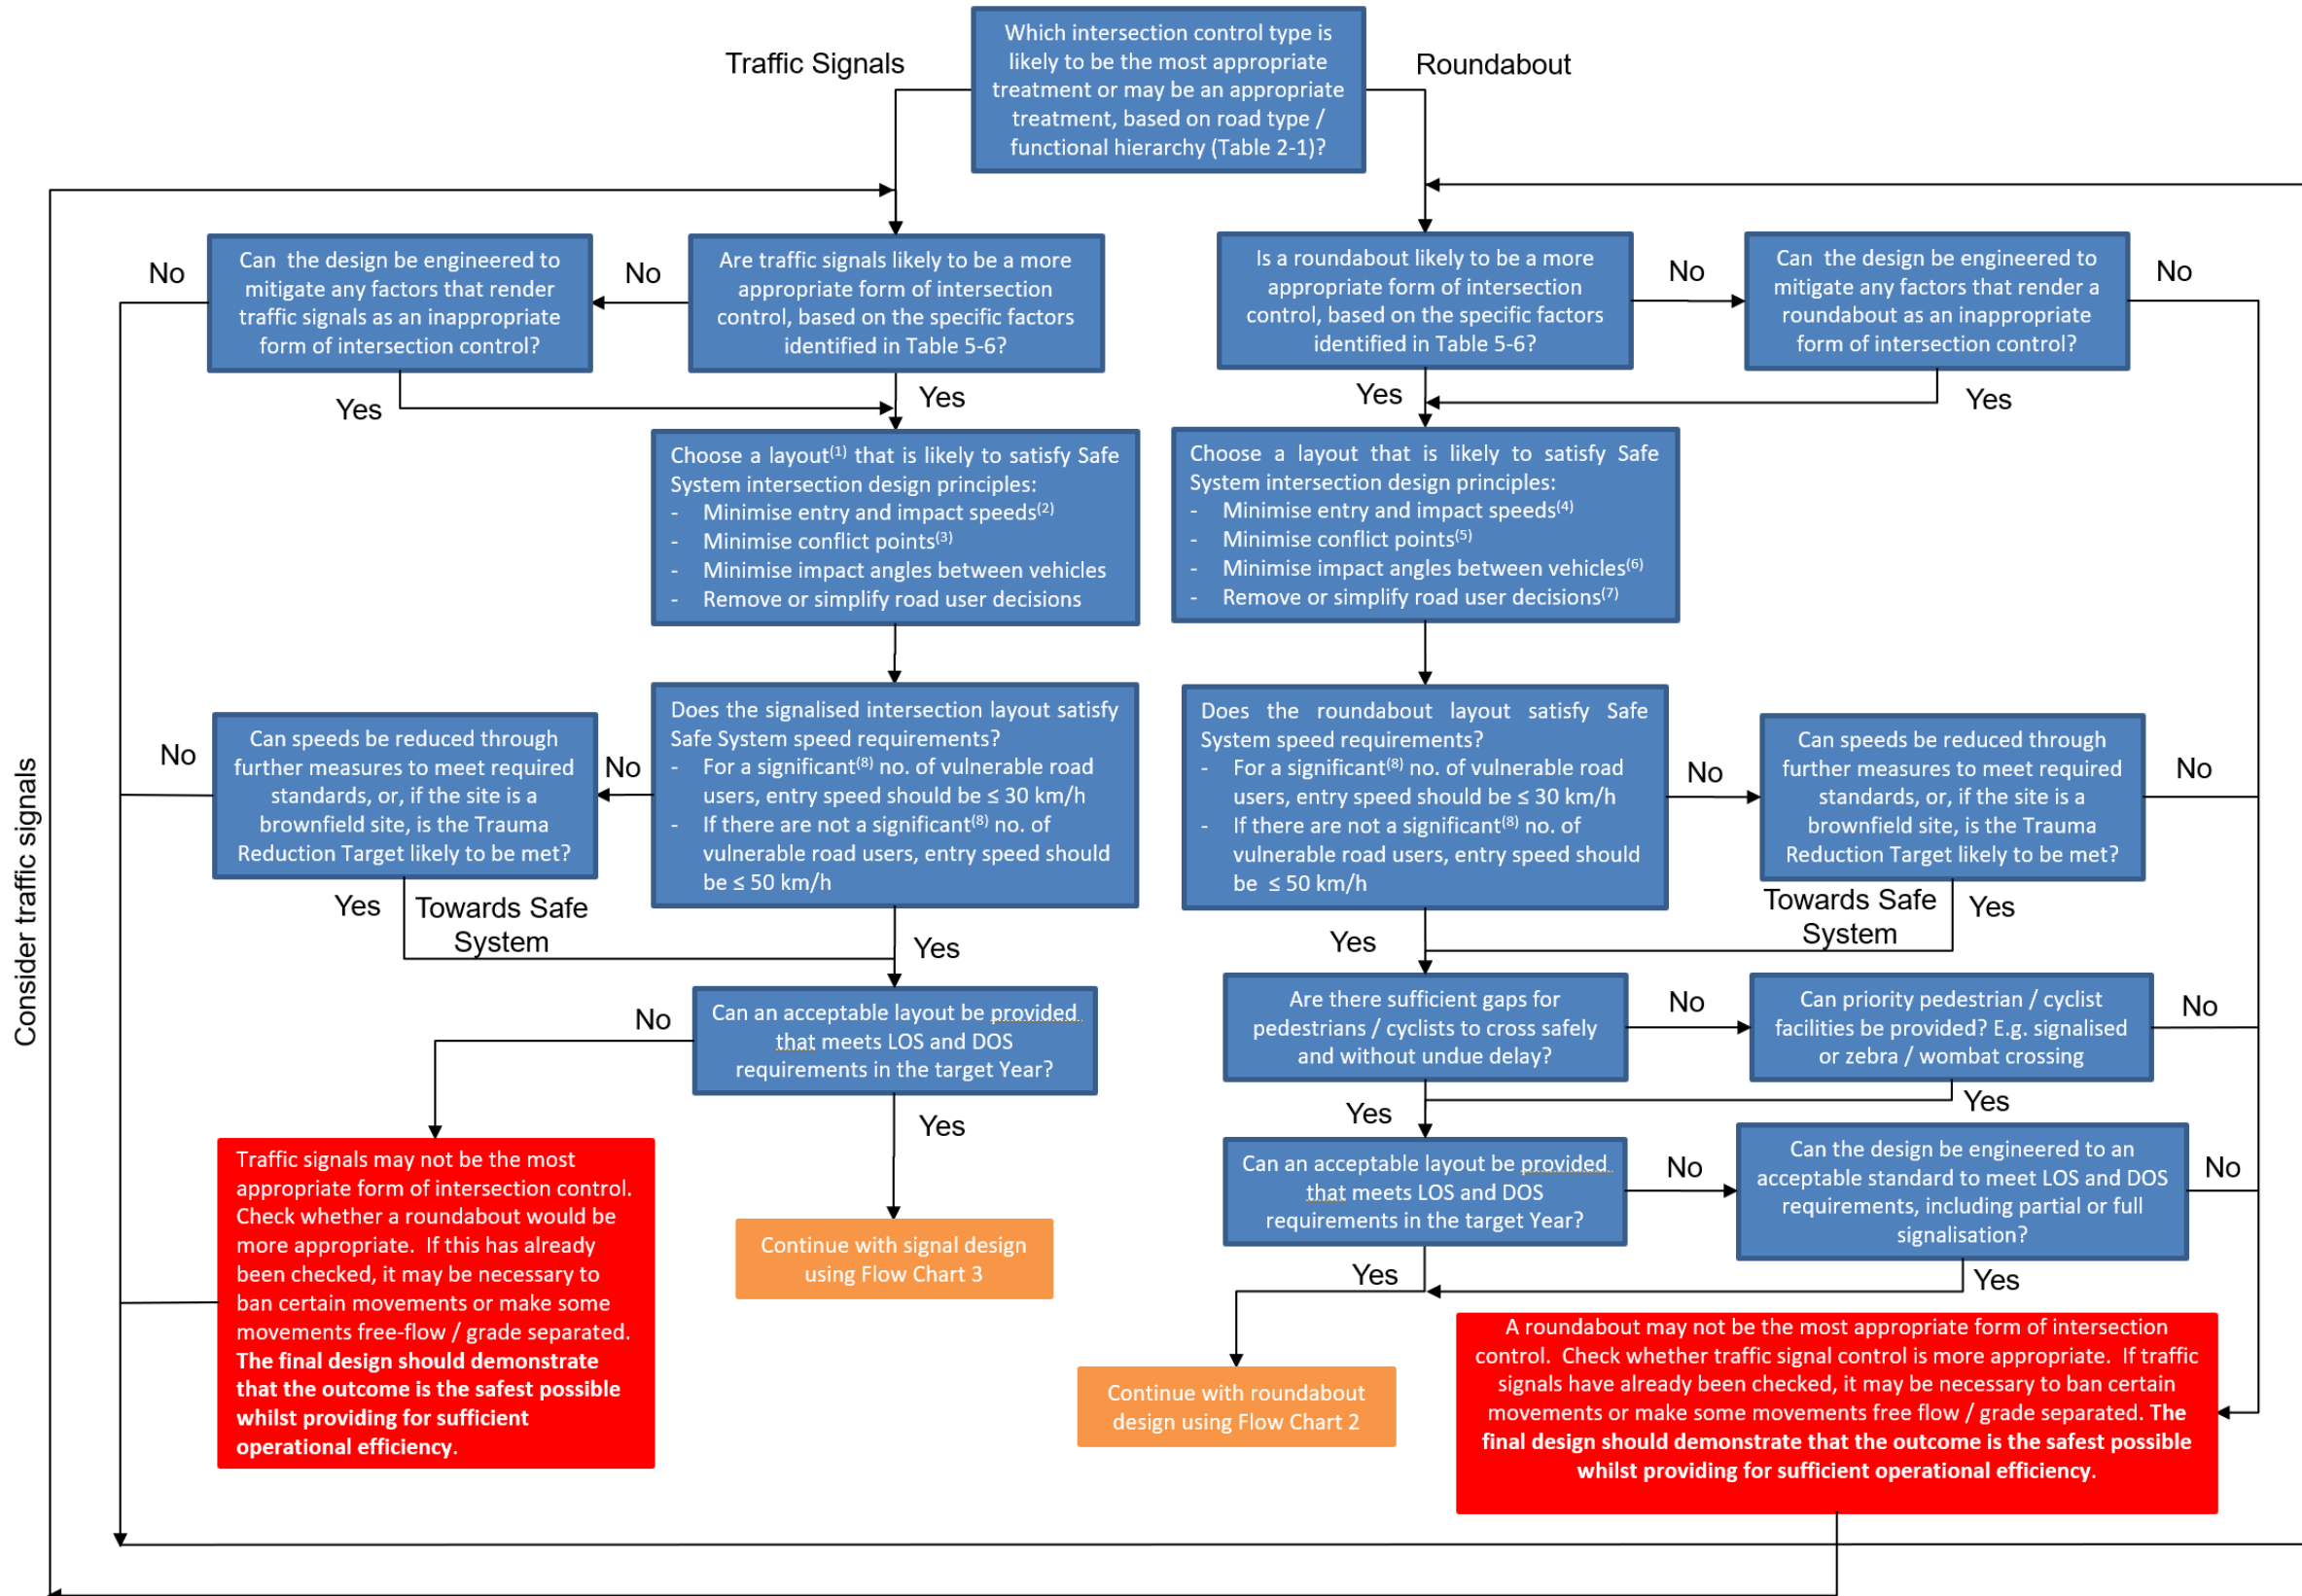 Which intersection control type is
likely to be the most appropriate
treatment or may be an appropriate
treatment, based on road type /
functional hierarchy (Table 2-1)?
Traffic Signals
Roundabout
Can  the design be engineered to
mitigate any factors that render
traffic signals as an inappropriate
form of intersection control?
No
No
Are traffic signals likely to be a more
appropriate form of intersection
control, based on the specific factors
identified in Table 5-6?
Yes
Yes
Is a roundabout likely to be a more
appropriate form of intersection
control, based on the specific factors
identified in Table 5-6?
No
Can  the design be engineered to
mitigate any factors that render a
roundabout as an inappropriate
form of intersection control?
No
Yes
Yes
Choose a layout(1) that is likely to satisfy Safe
System intersection design principles:
- Minimise entry and impact speeds(2)
- Minimise conflict points(3)
- Minimise impact angles between vehicles
- Remove or simplify road user decisions
Choose a layout that is likely to satisfy Safe
System intersection design principles:
- Minimise entry and impact speeds(4)
- Minimise conflict points(5)
- Minimise impact angles between vehicles(6)
- Remove or simplify road user decisions(7)
Consider traffic signals
No
Can speeds be reduced through
further measures to meet required
standards, or, if the site is a
brownfield site, is the Trauma
Reduction Target likely to be met?
No
Does the signalised intersection layout satisfy
Safe System speed requirements?
- For a significant(8) no. of vulnerable road
users, entry speed should be ≤ 30 km/h
- If there are not a significant(8) no. of
vulnerable road users, entry speed should
be ≤ 50 km/h
Yes
Towards Safe
System
Yes
Does the roundabout layout satisfy Safe
System speed requirements?
- For a significant(8) no. of vulnerable road
users, entry speed should be ≤ 30 km/h
- If there are not a significant(8) no. of
vulnerable road users, entry speed should
be  ≤ 50 km/h
No
Can speeds be reduced through
further measures to meet required
standards, or, if the site is a
brownfield site, is the Trauma
Reduction Target likely to be met?
No
Towards Safe
System
Yes
Yes
No
Can an acceptable layout be provided
that meets LOS and DOS
requirements in the target Year?
Yes
Are there sufficient gaps for
pedestrians / cyclists to cross safely
and without undue delay?
No
Can priority pedestrian / cyclist
facilities be provided? E.g. signalised
or zebra / wombat crossing
No
Yes
Yes
Traffic signals may not be the most
appropriate form of intersection control.
Check whether a roundabout would be
more appropriate.  If this has already
been checked, it may be necessary to
ban certain movements or make some
movements free-flow / grade separated.
The final design should demonstrate
that the outcome is the safest possible
whilst providing for sufficient
operational efficiency.
Continue with signal design
using Flow Chart 3
Can an acceptable layout be provided
that meets LOS and DOS
requirements in the target Year?
No
Can the design be engineered to an
acceptable standard to meet LOS and DOS
requirements, including partial or full
signalisation?
No
Yes
Yes
Continue with roundabout
design using Flow Chart 2
A roundabout may not be the most appropriate form of intersection
control.  Check whether traffic signal control is more appropriate.  If traffic
signals have already been checked, it may be necessary to ban certain
movements or make some movements free flow / grade separated. The
final design should demonstrate that the outcome is the safest possible
whilst providing for sufficient operational efficiency.